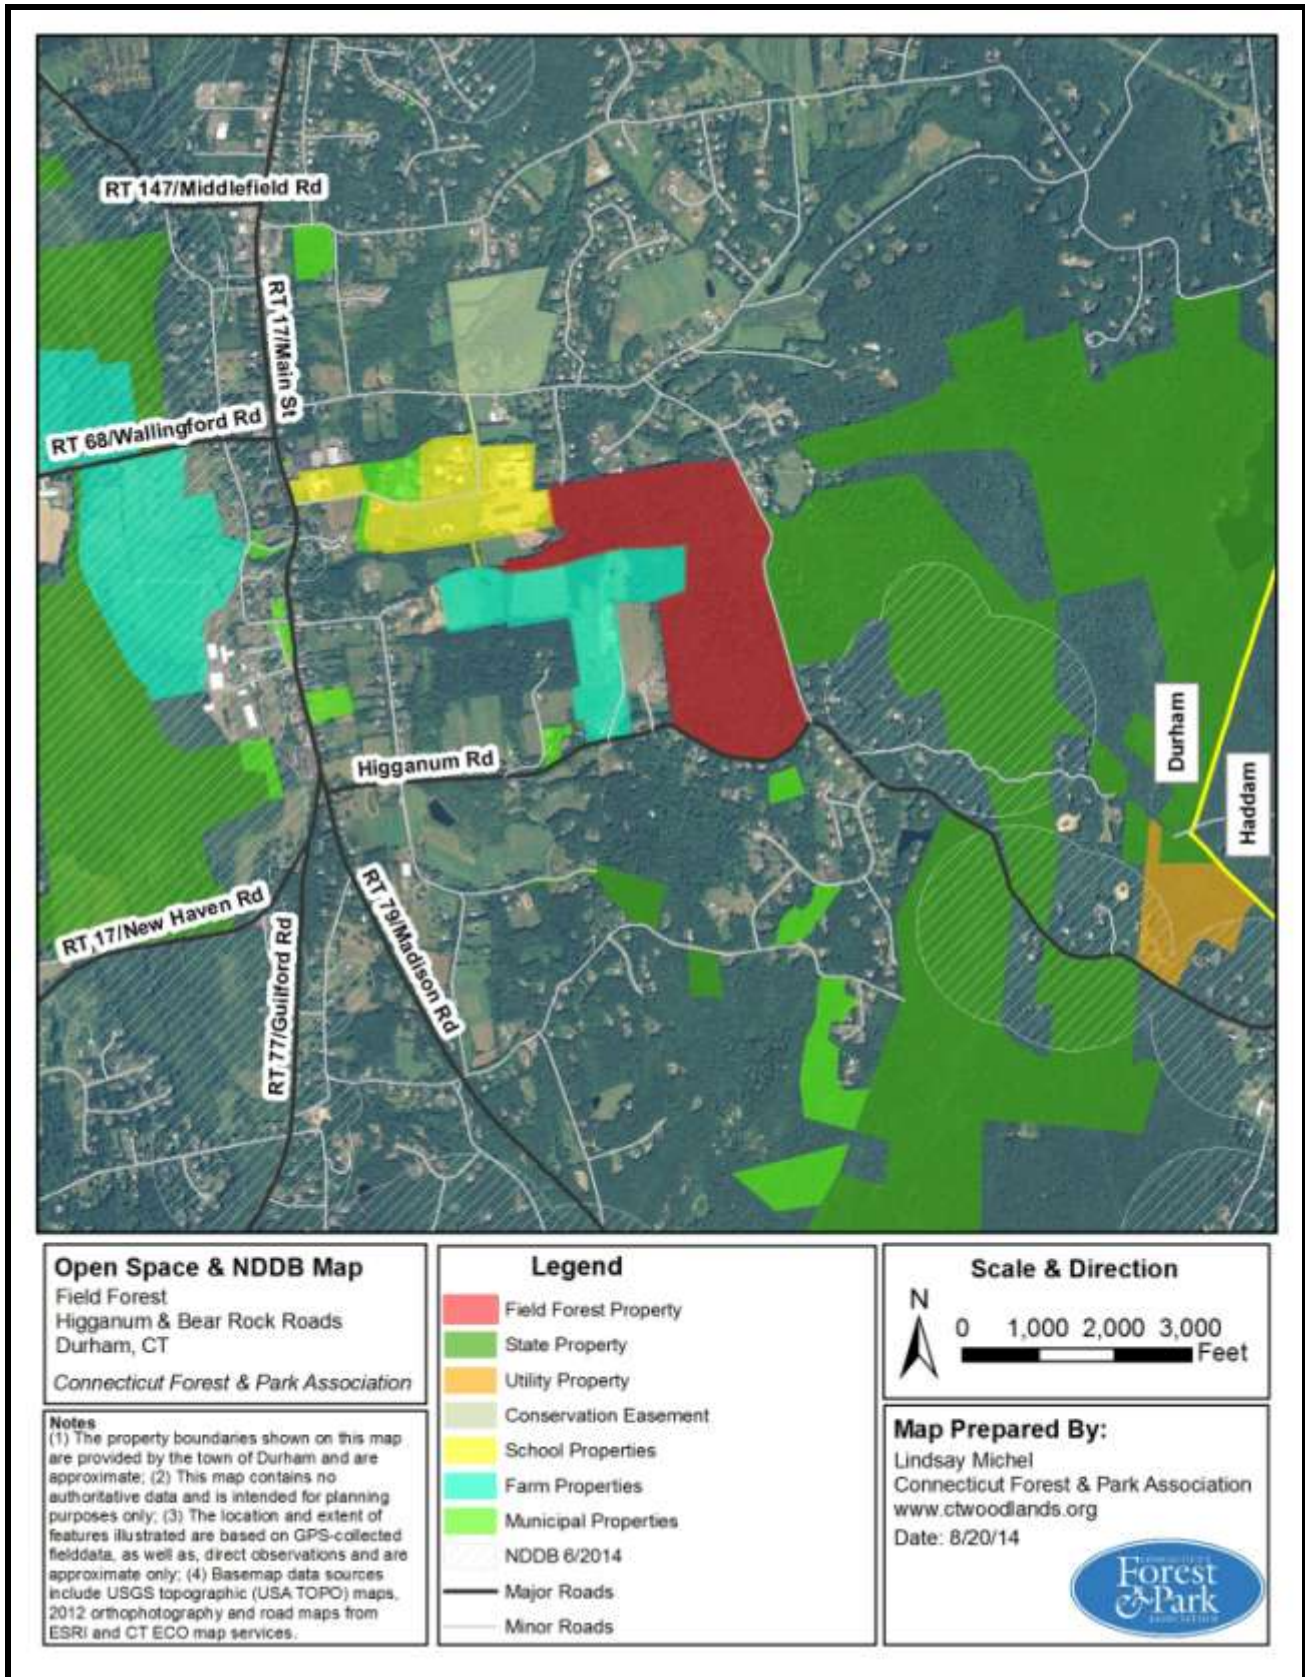 RT 147/Middlefield Rd
RT 17/Main St
RT 68/Wallingford Rd
Higganum Rd
RT 17/New Haven Rd
RT 77/Guilford Rd
RT 79/Madison Rd
Durham
Haddam
Open Space & NDDB Map
Field Forest
Higganum & Bear Rock Roads
Durham, CT
Connecticut Forest & Park Association
Notes
(1) The property boundaries shown on this map
are provided by the town of Durham and are
approximate; (2) This map contains no
authoritative data and is intended for planning
purposes only; (3) The location and extent of
features illustrated are based on GPS-collected
fielddata, as well as, direct observations and are
approximate only; (4) Basemap data sources
include USGS topographic (USA TOPO) maps,
2012 orthophotography and road maps from
ESRI and CT ECO map services.
Legend
Field Forest Property
State Property
Utility Property
Conservation Easement
School Properties
Farm Properties
Municipal Properties
NDDB 6/2014
Major Roads
Minor Roads
Scale & Direction
N
0 1,000 2,000 3,000
Feet
Map Prepared By:
Lindsay Michel
Connecticut Forest & Park Association
www.ctwoodlands.org
Date: 8/20/14
CONNECTICUT
Forest
& Park
ASSOCIATION